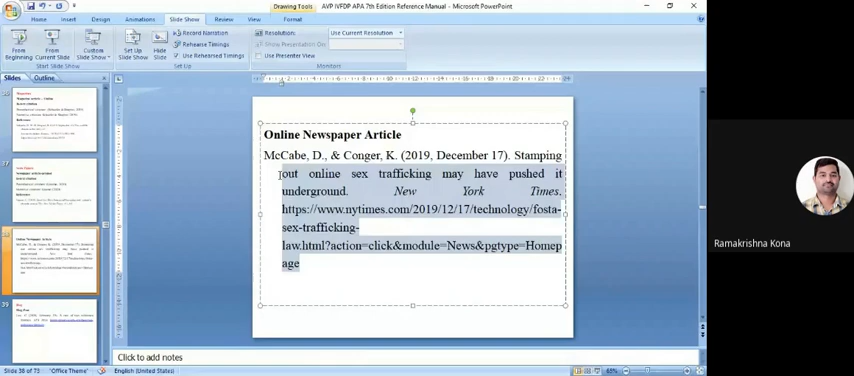 Drawing Tools
AVP IVFDP APA 7th Edition Reference Manual - Microsoft PowerPoint
Home Insert Design Animations Slide Show Review View Format
From Beginning
From Current Slide
Custom Slide Show
Set Up Slide Show
Hide Slide
Record Narration
Rehearse Timings
Use Rehearsed Timings
Resolution: Use Current Resolution
Show Presentation On:
Use Presenter View
Start Slide Show
Set Up
Monitors
Slides Outline
37
39
Online Newspaper Article
McCabe, D., & Conger, K. (2019, December 17). Stamping
out online sex trafficking may have pushed it
underground. New York Times.
https://www.nytimes.com/2019/12/17/technology/fosta-
sex-trafficking-
law.html?action=click&module=News&pgtype=Homep
age
Ramakrishna Kona
Click to add notes
Slide 38 of 75 "Office Theme" English (United States) 65%